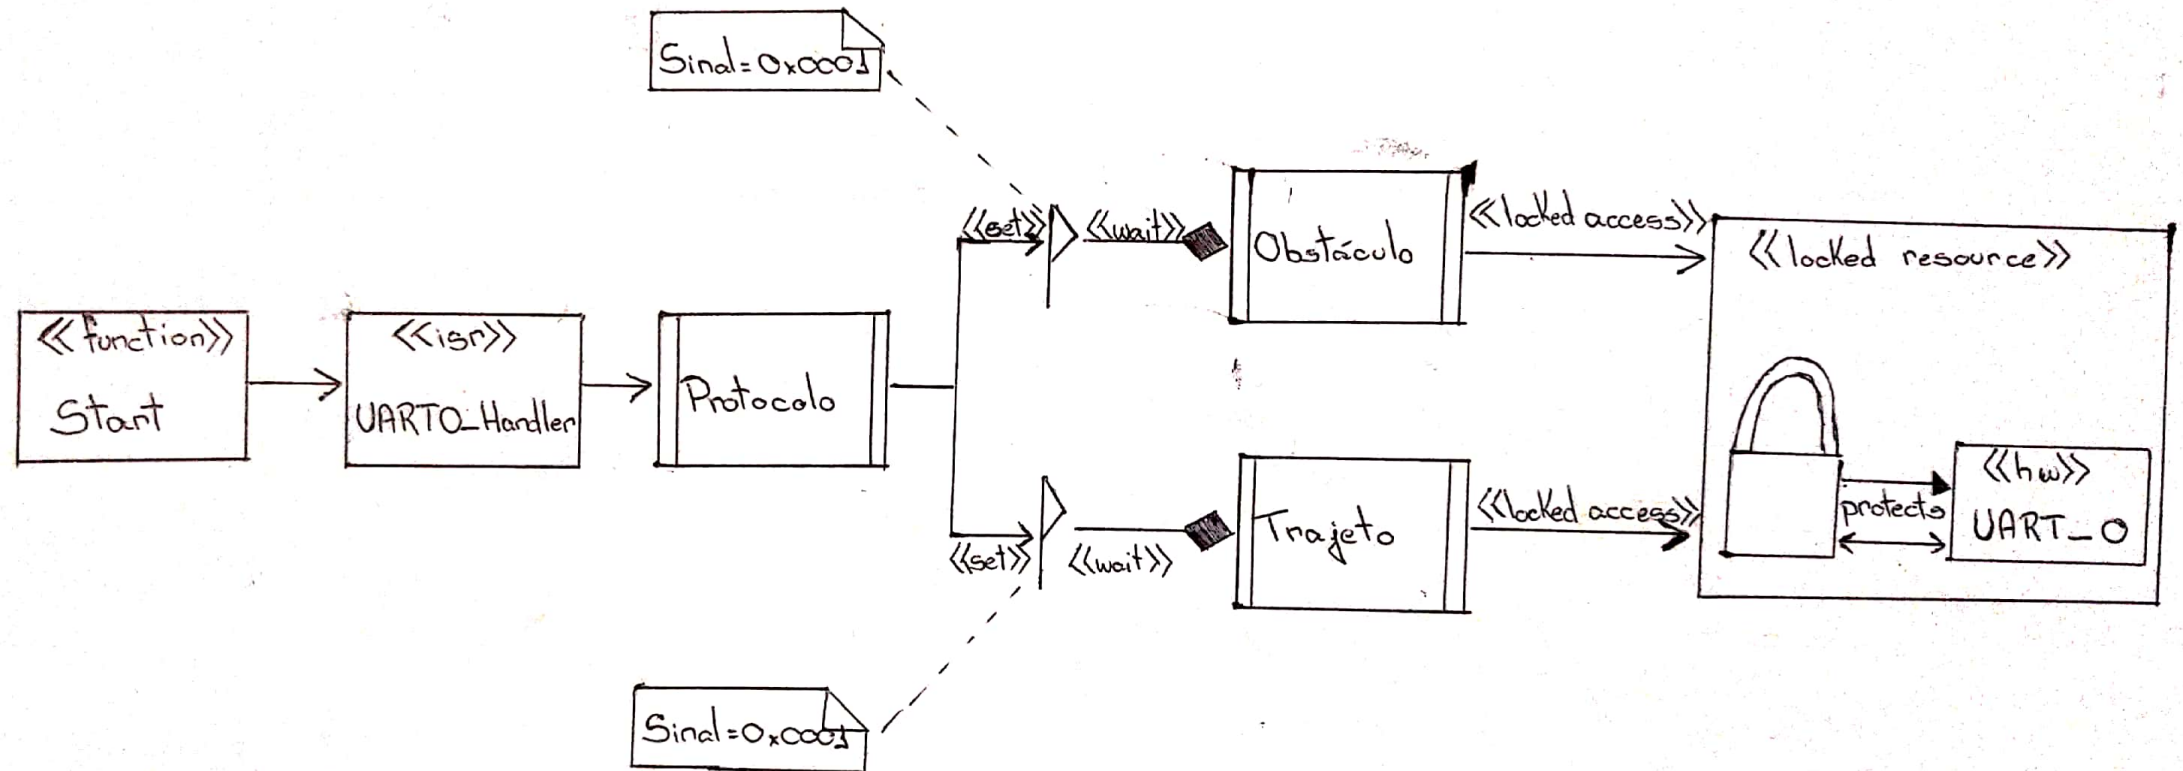 Sinal=0x0001
<<set>>
<<wait>>
Obstáculo
<<locked access>>
<<locked resource>>
<<function>>
Start
<<isr>>
UART0_Handler
Protocolo
<<set>>
<<wait>>
Trajeto
<<locked access>>
protects
<<hw>>
UART_0
Sinal=0x0001